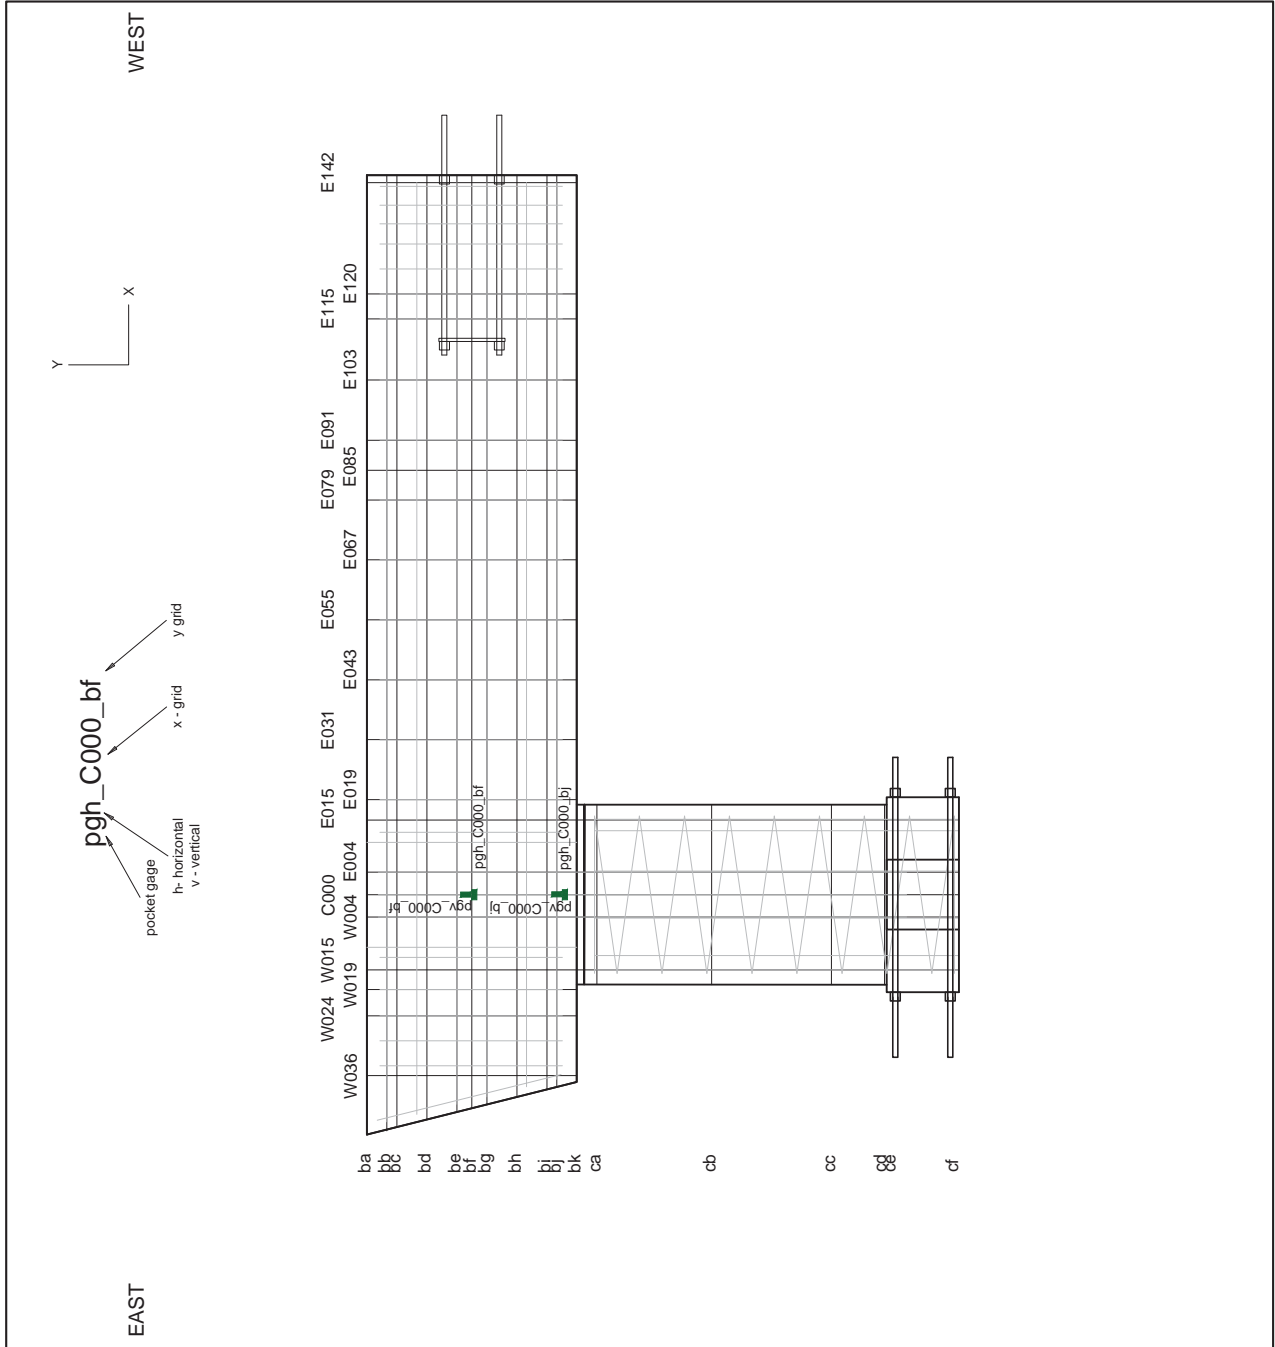 EAST
WEST
pgh_C000_bf
pocket gage
h- horizontal
v - vertical
x - grid
y grid
Y
X
W036
W024
W019
W015
W004
C000
E004
E015
E019
E031
E043
E055
E067
E079
E085
E091
E103
E115
E120
E142
ba
bb
bc
bd
be
bf
bg
bh
bi
bj
bk
ca
cb
cc
cd
ce
cf
pgv_C000_bf
pgh_C000_bf
pgv_C000_bj
pgh_C000_bj